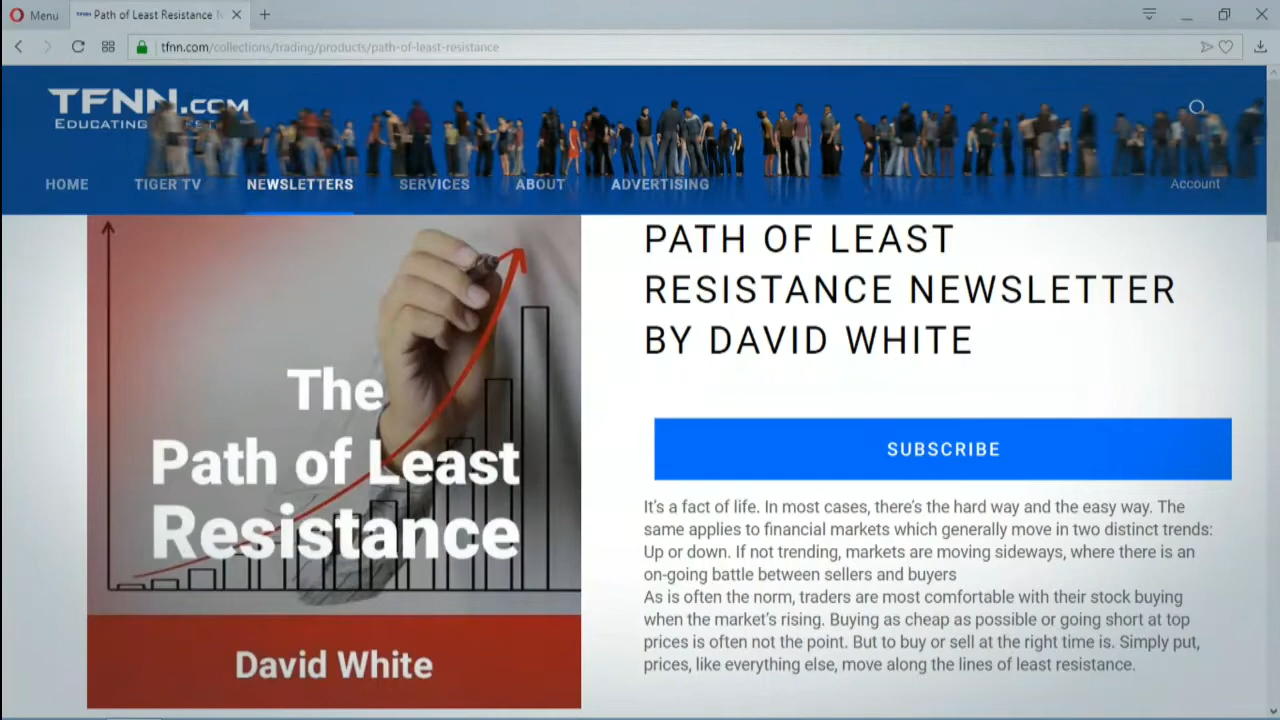 Menu
TFNN Path of Least Resistance
tfnn.com/collections/trading/products/path-of-least-resistance
TFNN.COM
EDUCATING
HOME TIGER TV NEWSLETTERS SERVICES ABOUT ADVERTISING Account
PATH OF LEAST
RESISTANCE NEWSLETTER
BY DAVID WHITE
SUBSCRIBE
It's a fact of life. In most cases, there's the hard way and the easy way. The
same applies to financial markets which generally move in two distinct trends:
Up or down. If not trending, markets are moving sideways, where there is an
on-going battle between sellers and buyers
As is often the norm, traders are most comfortable with their stock buying
when the market's rising. Buying as cheap as possible or going short at top
prices is often not the point. But to buy or sell at the right time is. Simply put,
prices, like everything else, move along the lines of least resistance.
The
Path of Least
Resistance
David White